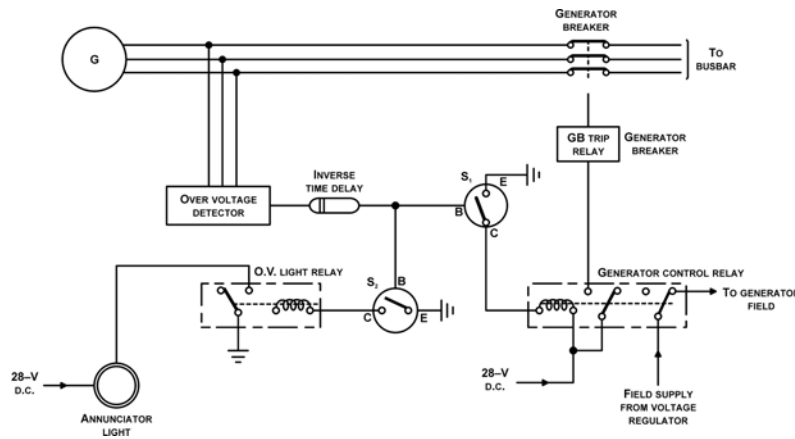 GENERATOR
BREAKER
G
TO
BUSBAR
GB TRIP
RELAY
GENERATOR
BREAKER
INVERSE
TIME DELAY
S₁
E
B
C
OVER VOLTAGE
DETECTOR
O.V. LIGHT RELAY
S₂
B
C
E
GENERATOR CONTROL RELAY
TO GENERATOR
FIELD
28–V
D.C.
ANNUNCIATOR
LIGHT
28–V
D.C.
FIELD SUPPLY
FROM VOLTAGE
REGULATOR